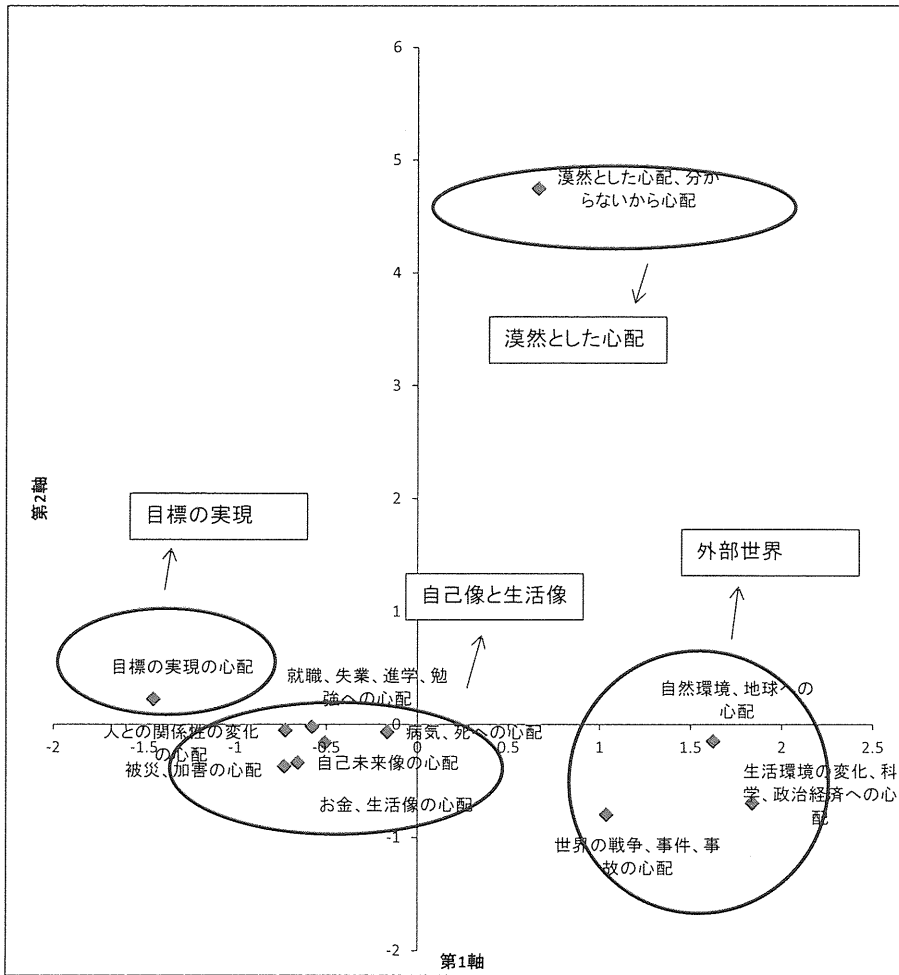 6
5
漠然とした心配、分か
らないから心配
4
漠然とした心配
3
2
第2軸
目標の実現
外部世界
自己像と生活像
1
目標の実現の心配
就職、失業、進学、勉
強への心配
自然環境、地球への
心配
0
-2
-1.5
-1
-0.5
0
0.5
1
1.5
2
2.5
人との関係性の変化
の心配
病気、死への心配
被災、加害の心配
自己未来像の心配
生活環境の変化、科
学、政治経済への心
配
お金、生活像の心配
世界の戦争、事件、事
故の心配
-1
-2
第1軸